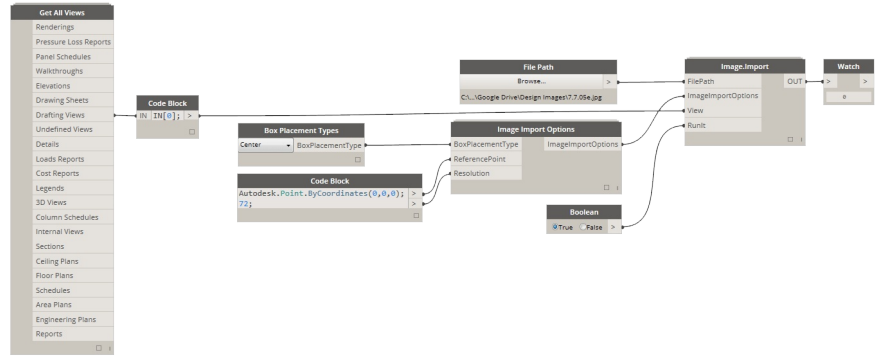 Get All Views
Renderings
Pressure Loss Reports
Panel Schedules
Walkthroughs
Elevations
Drawing Sheets
Drafting Views
Undefined Views
Details
Loads Reports
Cost Reports
Legends
3D Views
Column Schedules
Internal Views
Sections
Ceiling Plans
Floor Plans
Schedules
Area Plans
Engineering Plans
Reports
Code Block
IN IN[0]; >
Box Placement Types
Center BoxPlacementType
Code Block
Autodesk.Point.ByCoordinates(0,0,0); >
72; >
File Path
Browse... >
C:\...\Google Drive\Design Images\7.7.05e.jpg
Image Import Options
BoxPlacementType ImageImportOptions
ReferencePoint
Resolution
Boolean
True False >
Image.Import
FilePath OUT
ImageImportOptions
View
RunIt
Watch
> >